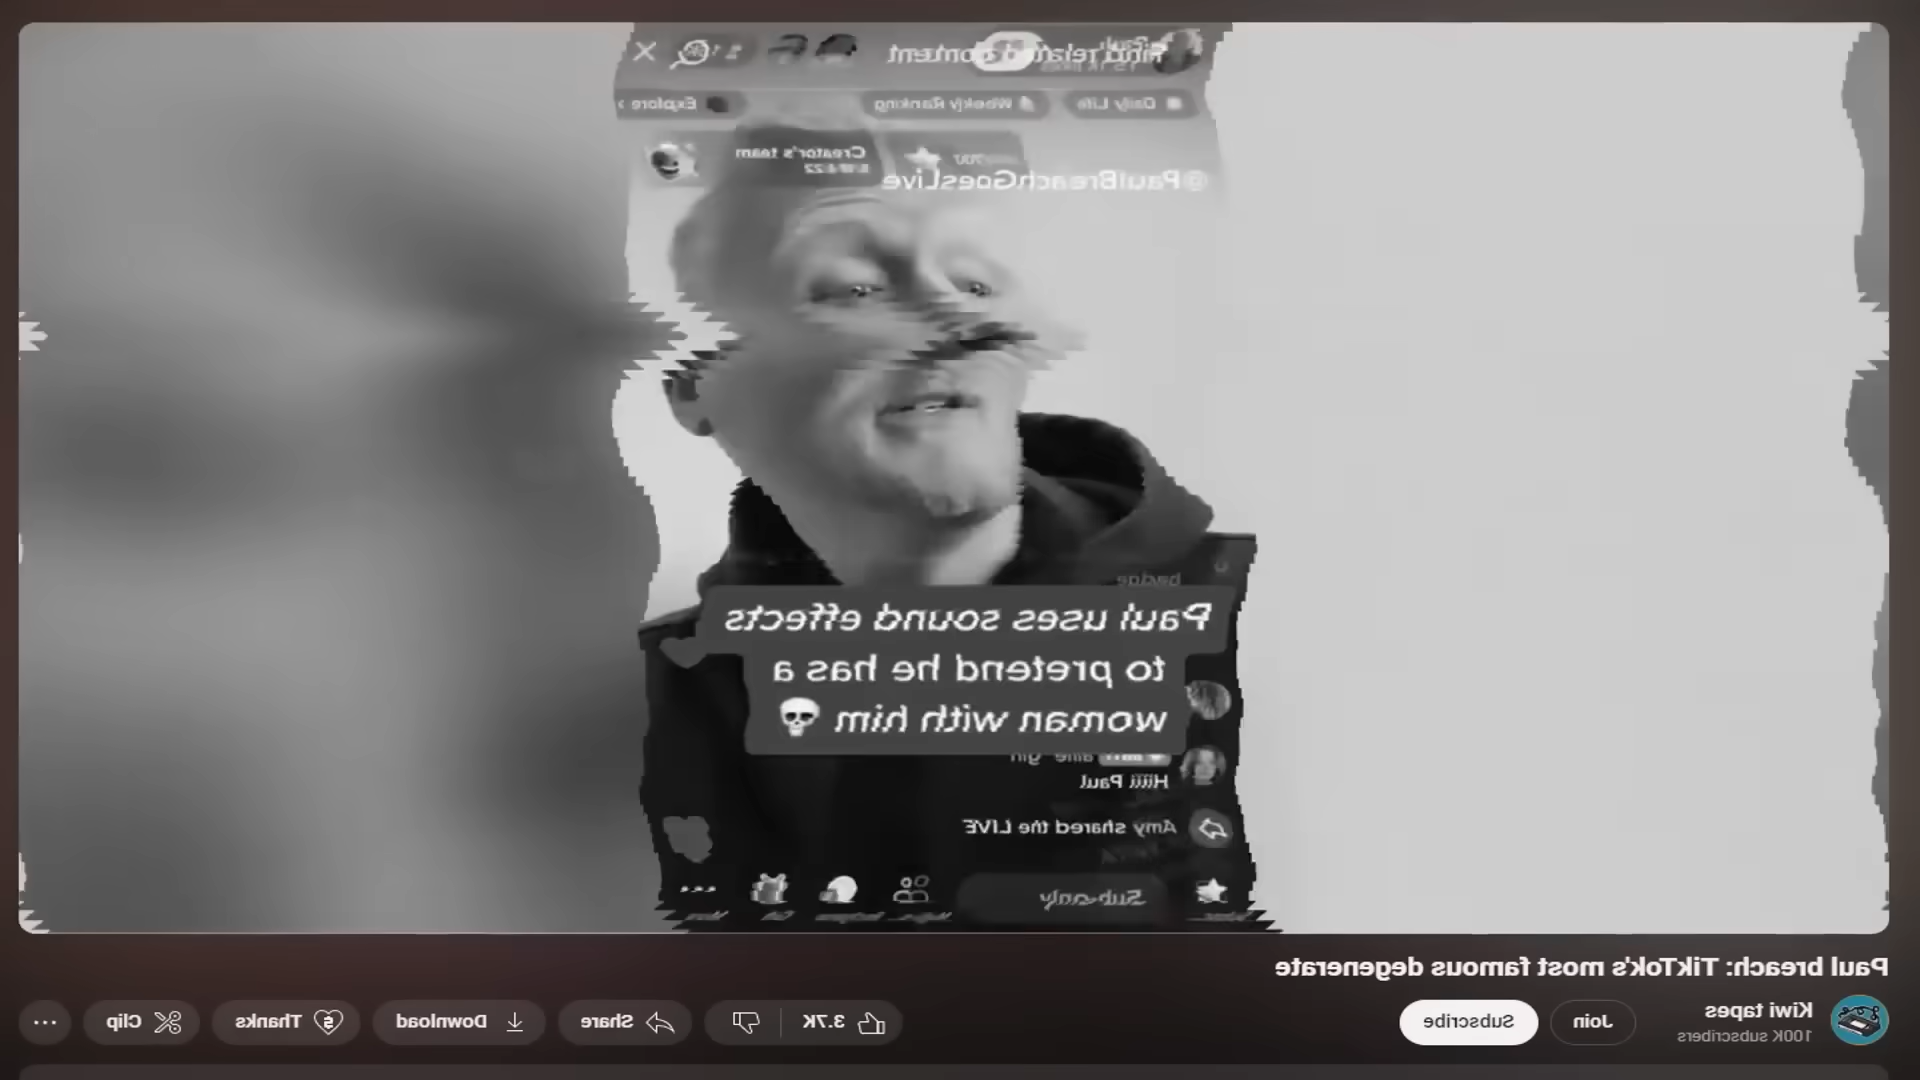 Find related content
Daily Life
Weekly Ranking
Explore ›
Creator's team
@PaulBreachGoesLive
badge
Paul uses sound effects
to pretend he has a
woman with him 💀
Hiiii Paul
Amy shared the LIVE
Sub-only
Paul breach: TikTok's most famous degenerate
Kiwi tapes
100K subscribers
Join
Subscribe
3.7K
Share
Download
Thanks
Clip